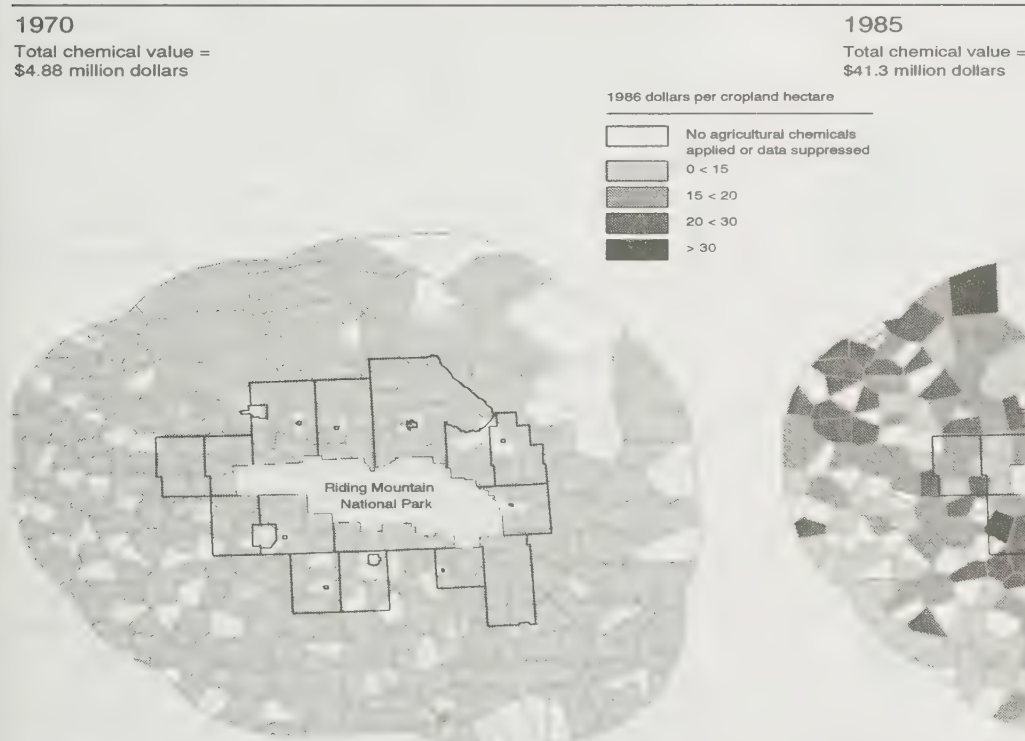 1970
Total chemical value =
$4.88 million dollars
1985
Total chemical value =
$41.3 million dollars
1986 dollars per cropland hectare
No agricultural chemicals
applied or data suppressed
0 < 15
15 < 20
20 < 30
> 30
Riding Mountain
National Park